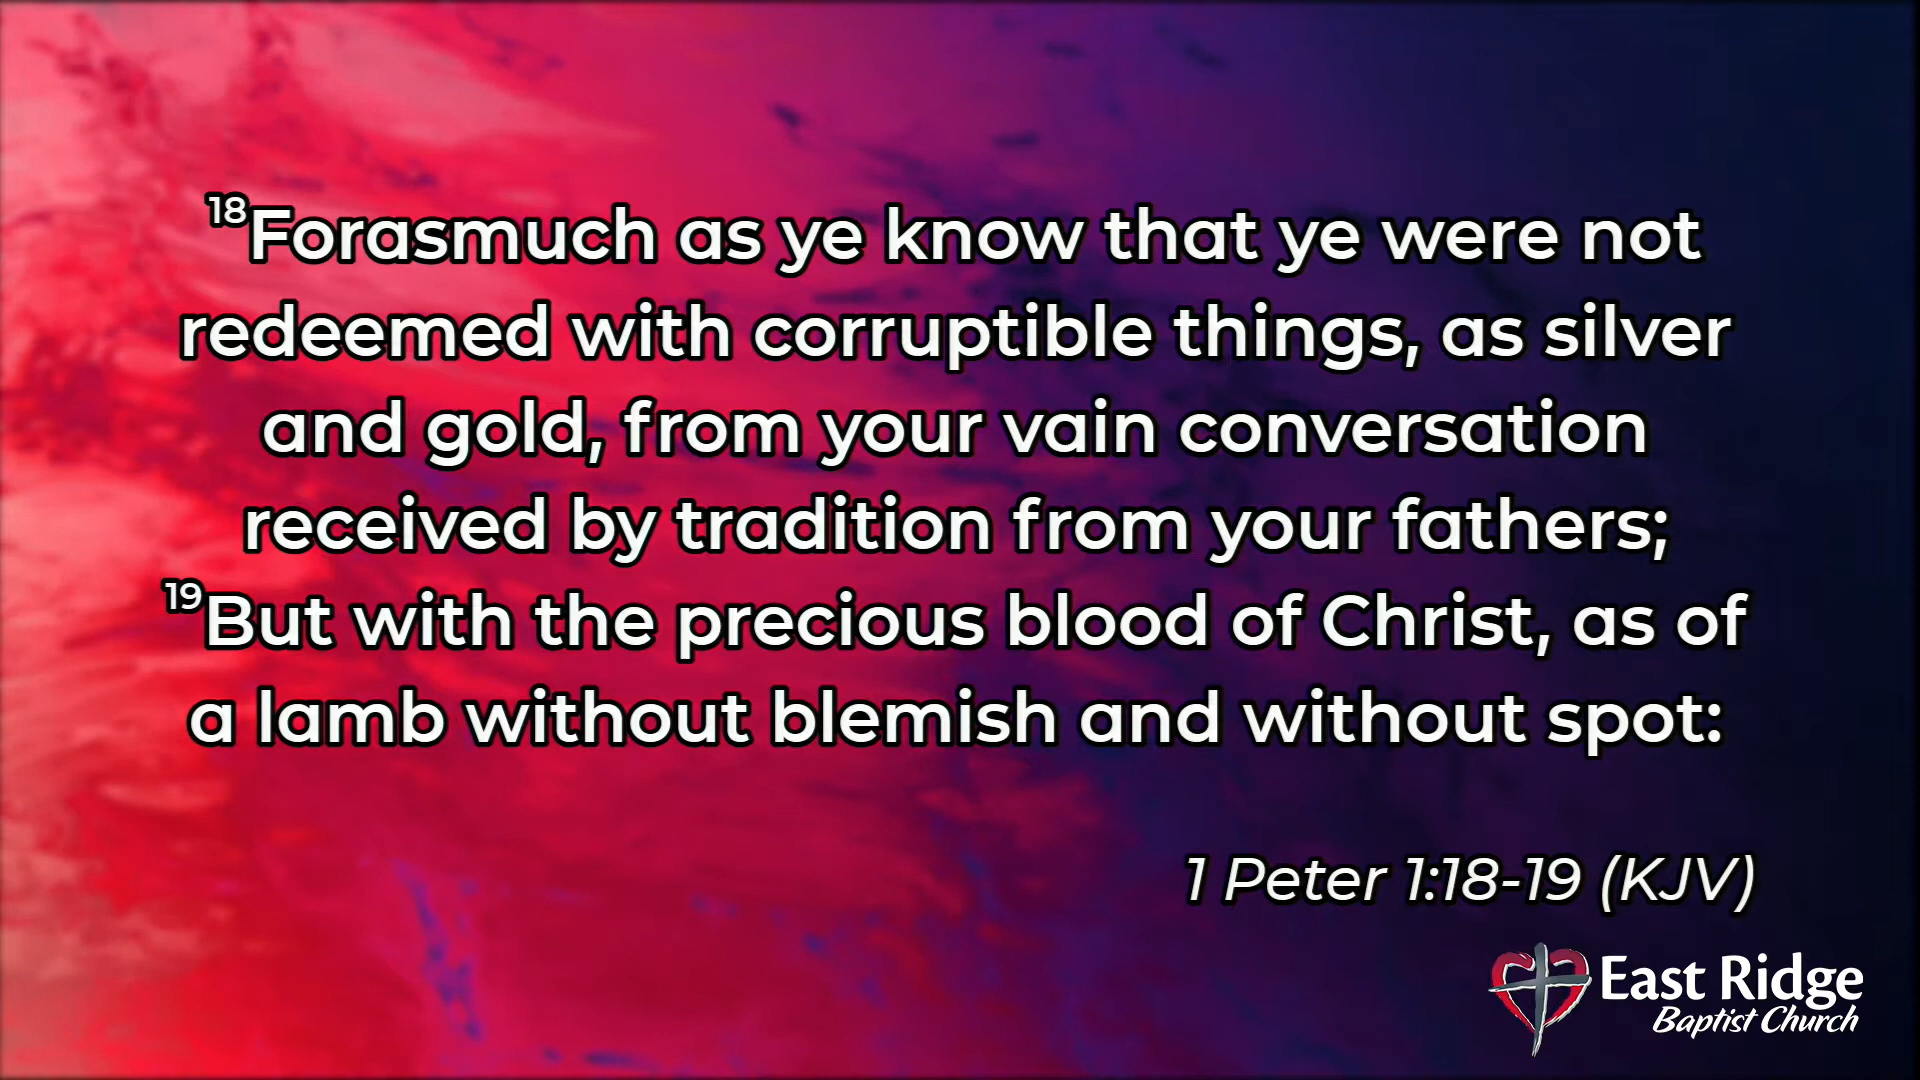 18Forasmuch as ye know that ye were not
redeemed with corruptible things, as silver
and gold, from your vain conversation
received by tradition from your fathers;
19But with the precious blood of Christ, as of
a lamb without blemish and without spot:
1 Peter 1:18-19 (KJV)
East Ridge
Baptist Church